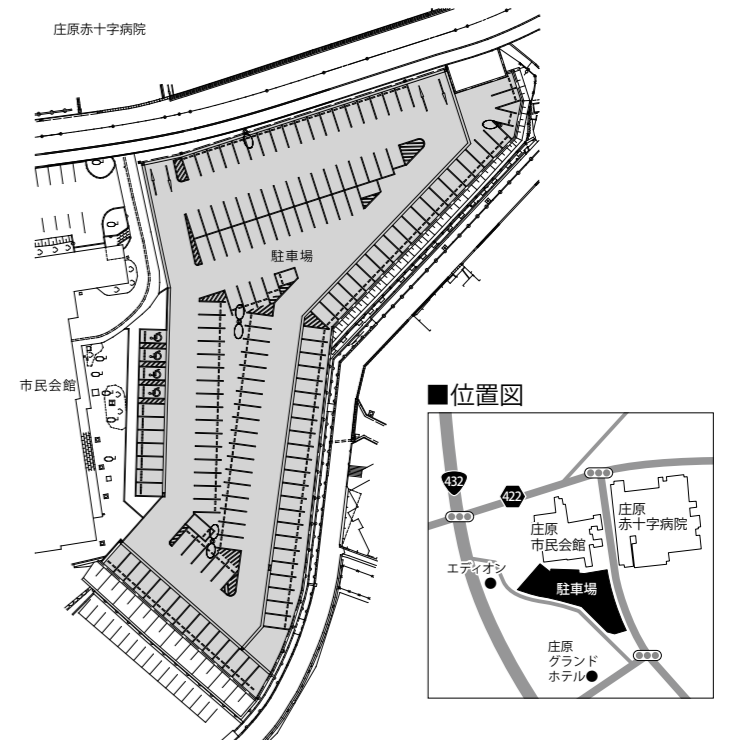 庄原赤十字病院
駐車場
市民会館
■位置図
432
422
庄原
赤十字病院
庄原
市民会館
エディオン
駐車場
庄原
グランド
ホテル